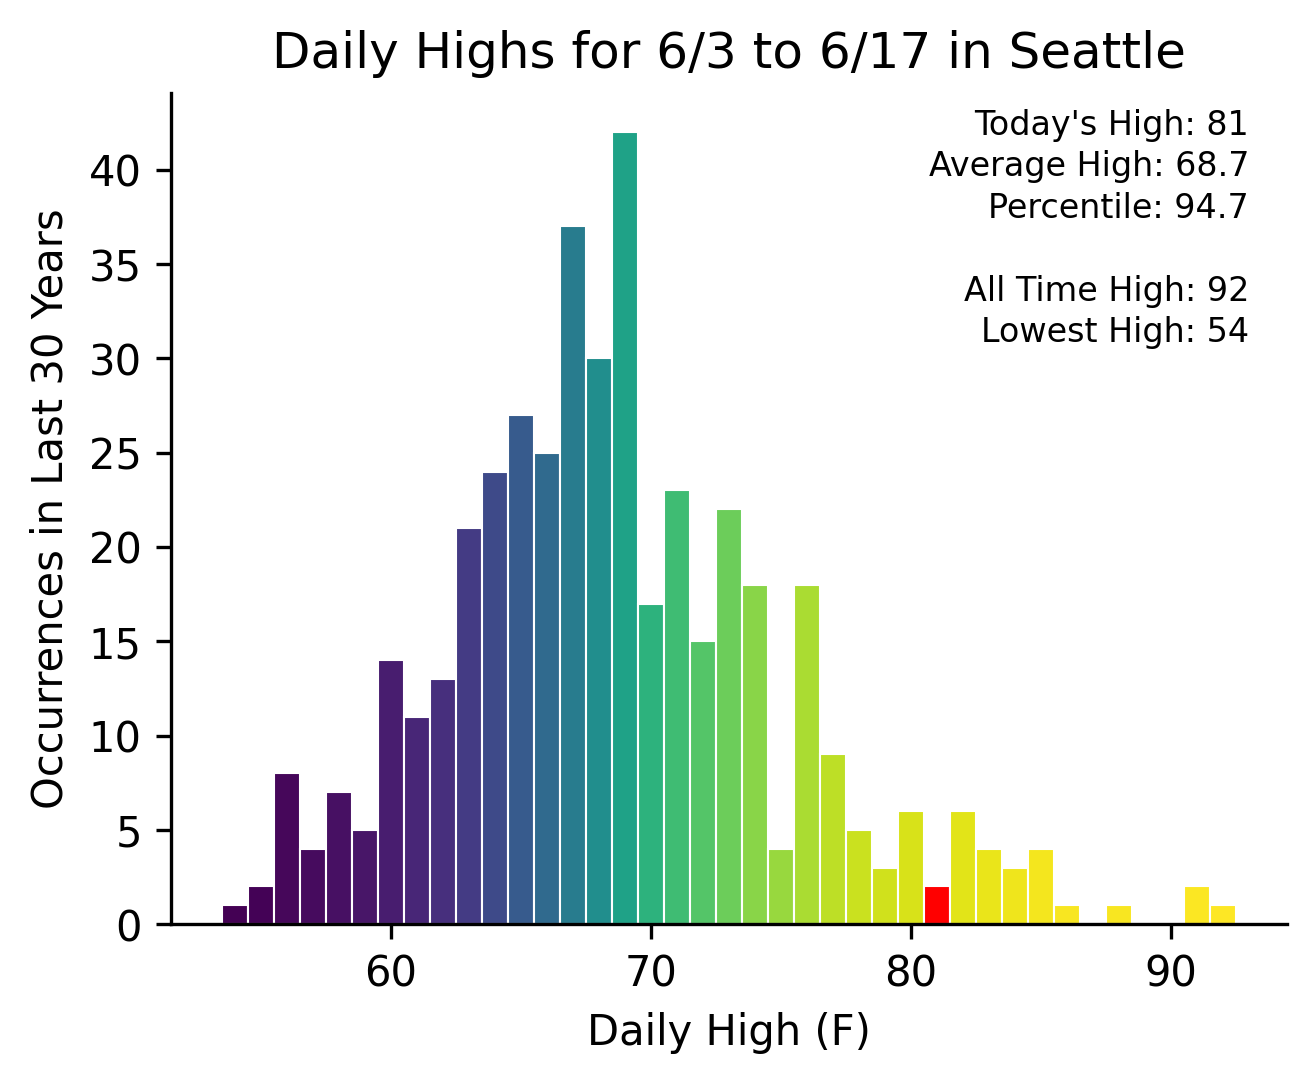 Daily Highs for 6/3 to 6/17 in Seattle
Today's High: 81
Average High: 68.7
Percentile: 94.7
All Time High: 92
Lowest High: 54
Occurrences in Last 30 Years
40
35
30
25
20
15
10
5
0
60 70 80 90
Daily High (F)